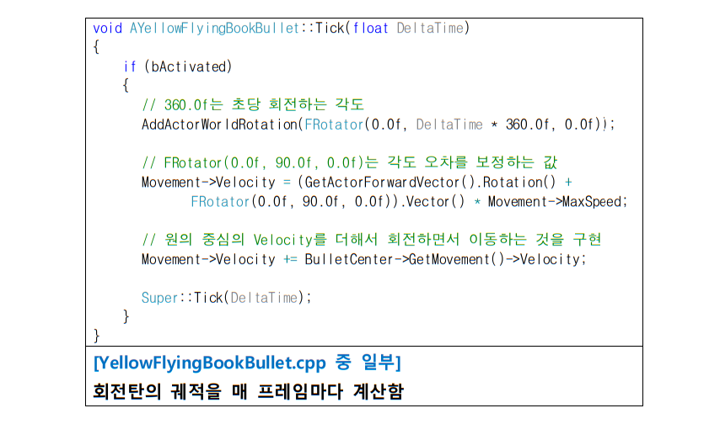 void AYellowFlyingBookBullet::Tick(float DeltaTime)
{
if (bActivated)
{
// 360.0f는 초당 회전하는 각도
AddActorWorldRotation(FRotator(0.0f, DeltaTime * 360.0f, 0.0f));
// FRotator(0.0f, 90.0f, 0.0f)는 각도 오차를 보정하는 값
Movement->Velocity = (GetActorForwardVector().Rotation() +
FRotator(0.0f, 90.0f, 0.0f)).Vector() * Movement->MaxSpeed;
// 원의 중심의 Velocity를 더해서 회전하면서 이동하는 것을 구현
Movement->Velocity += BulletCenter->GetMovement()->Velocity;
Super::Tick(DeltaTime);
}
}
[YellowFlyingBookBullet.cpp 중 일부]
회전탄의 궤적을 매 프레임마다 계산함